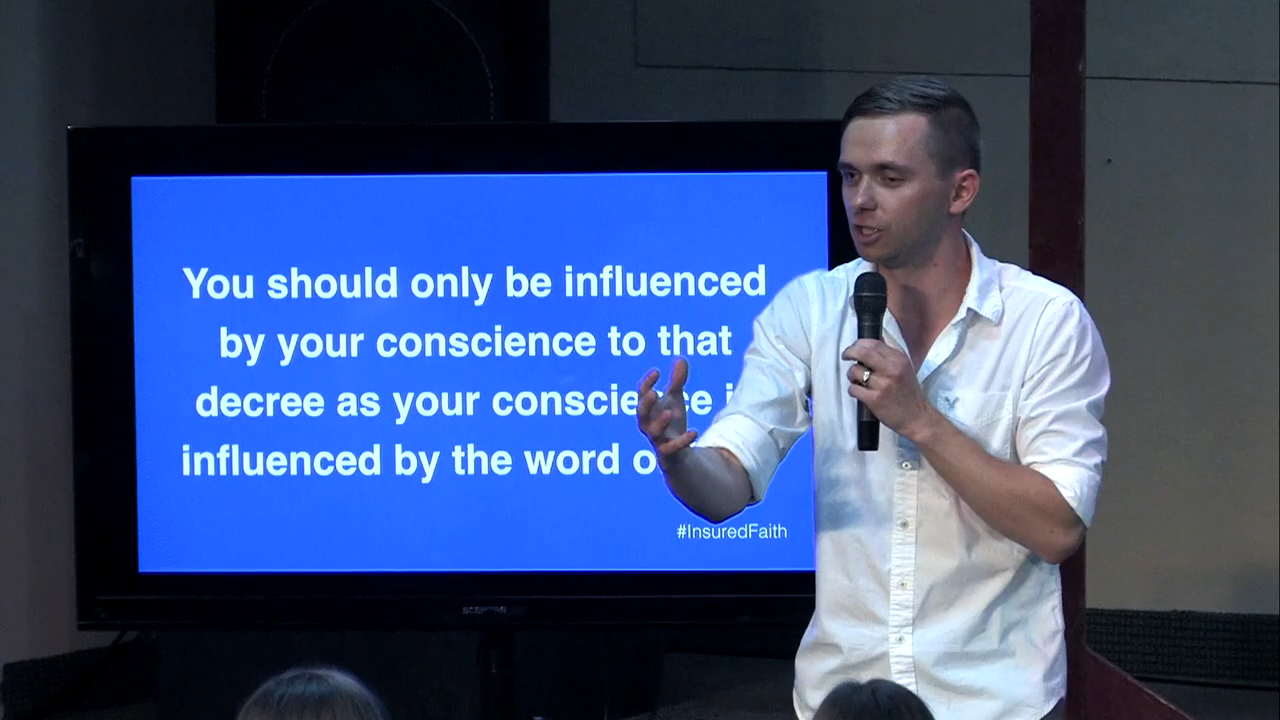 You should only be influenced
by your conscience to that
decree as your
influenced by the word
#InsuredFaith